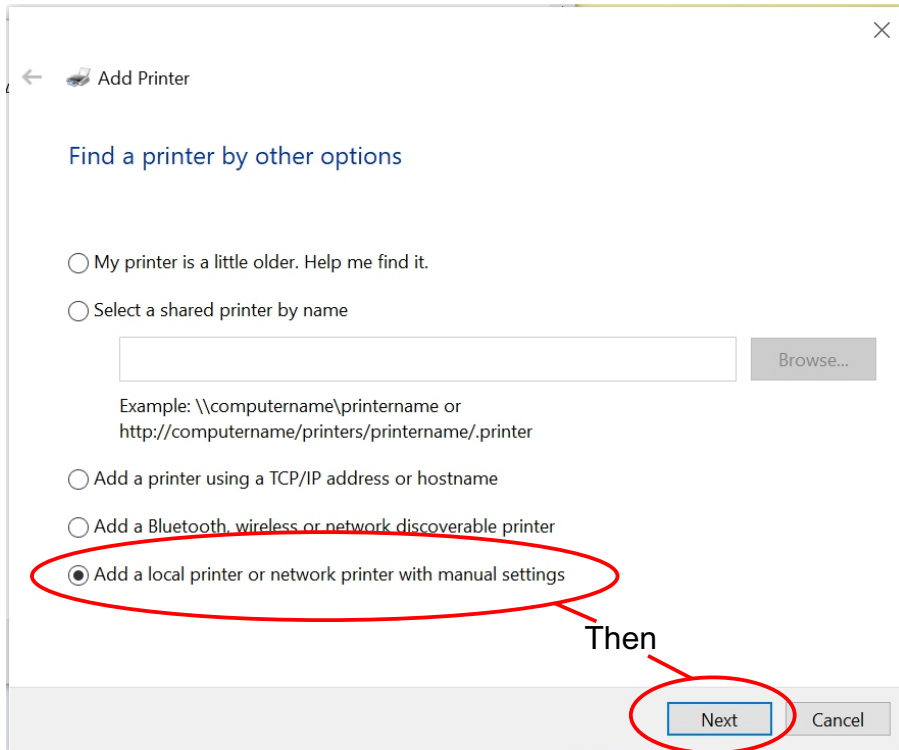 Add Printer
Find a printer by other options
My printer is a little older. Help me find it.
Select a shared printer by name
Browse...
Example: \\computername\printername or
http://computername/printers/printername/.printer
Add a printer using a TCP/IP address or hostname
Add a Bluetooth, wireless or network discoverable printer
Add a local printer or network printer with manual settings
Then
Next Cancel